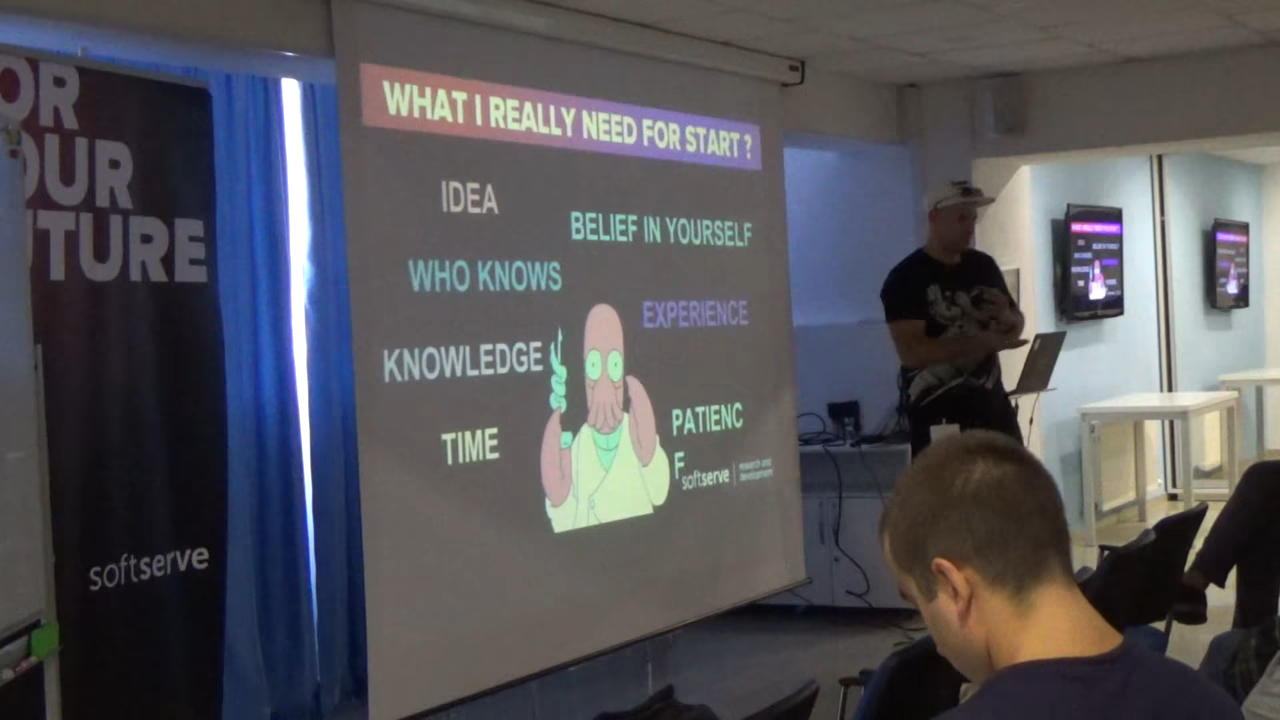 OR
OUR
UTURE
softserve
WHAT I REALLY NEED FOR START ?
IDEA
BELIEF IN YOURSELF
WHO KNOWS
EXPERIENCE
KNOWLEDGE
TIME
PATIENC
F
softserve | research and
development